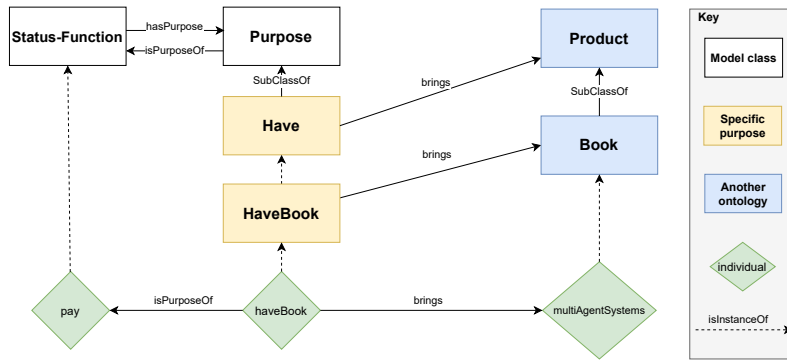 Status-Function
hasPurpose
isPurposeOf
Purpose
Product
SubClassOf
brings
SubClassOf
Have
Book
brings
HaveBook
pay
isPurposeOf
haveBook
brings
multiAgentSystems
Key
Model class
Specific
purpose
Another
ontology
individual
isInstanceOf